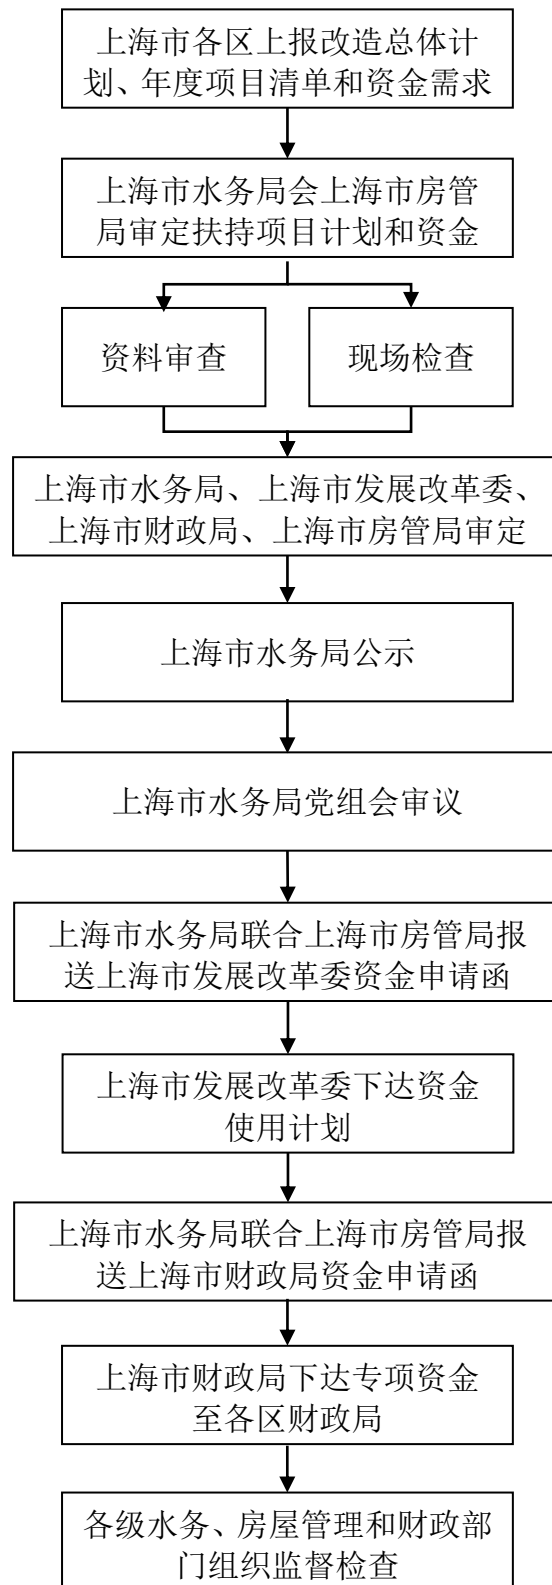 上海市各区上报改造总体计
划、年度项目清单和资金需求
上海市水务局会上海市房管
局审定扶持项目计划和资金
资料审查
现场检查
上海市水务局、上海市发展改革委、
上海市财政局、上海市房管局审定
上海市水务局公示
上海市水务局党组会审议
上海市水务局联合上海市房管局报
送上海市发展改革委资金申请函
上海市发展改革委下达资金
使用计划
上海市水务局联合上海市房管局报
送上海市财政局资金申请函
上海市财政局下达专项资金
至各区财政局
各级水务、房屋管理和财政部
门组织监督检查